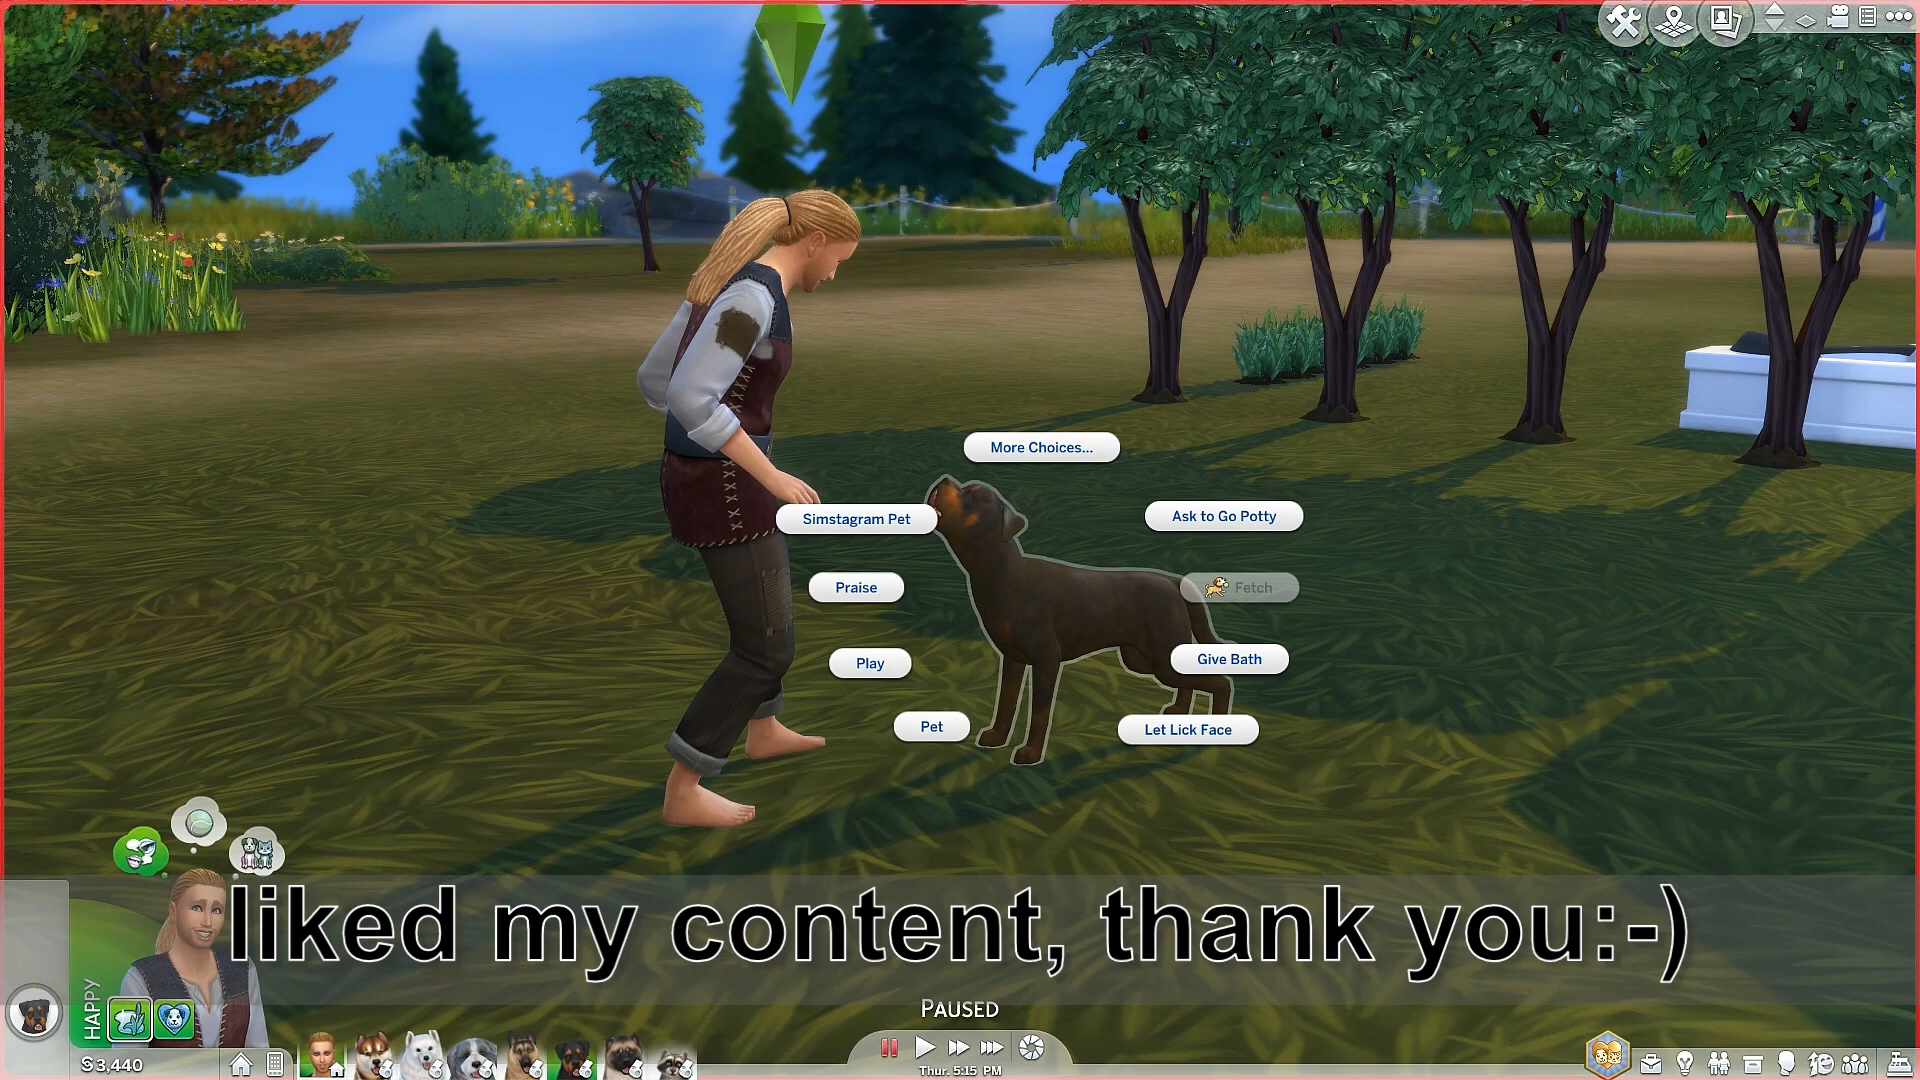 More Choices...
Simstagram Pet
Ask to Go Potty
Praise
Fetch
Play
Give Bath
Pet
Let Lick Face
liked my content, thank you:-)
HAPPY
PAUSED
§3,440
Thur. 5:15 PM